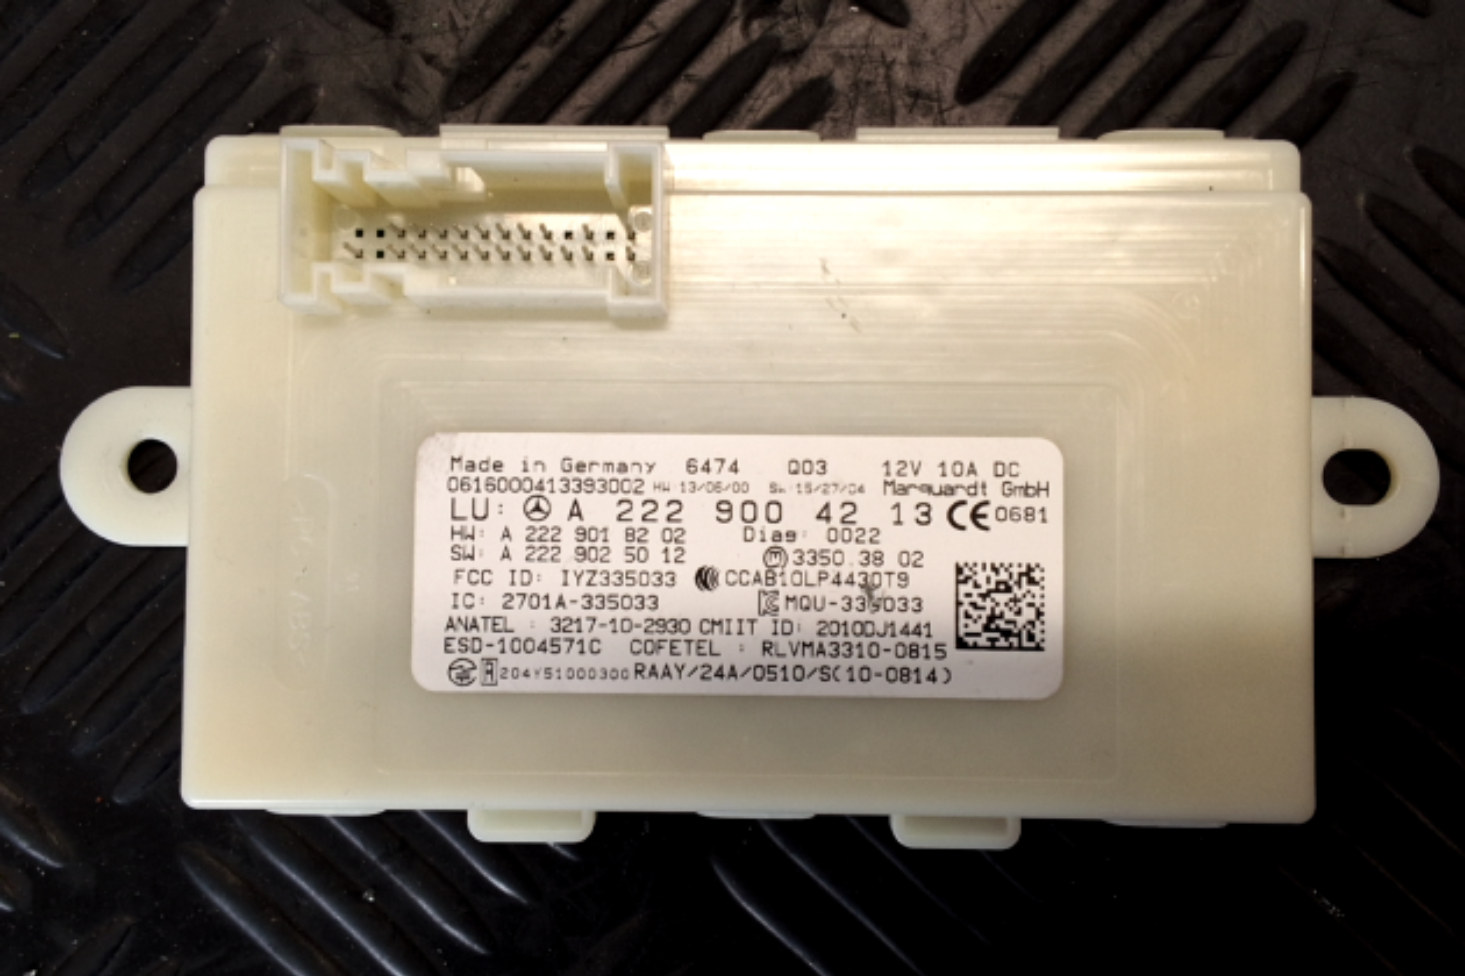 Made in Germany 6474 Q03 12V 10A DC
0616000413393002 HW:13/06/00 SW:15/27/04 Marquardt GmbH
LU: A 222 900 42 13 CE 0681
HW: A 222 901 82 02 Diag: 0022
SW: A 222 902 50 12 M 3350.38 02
FCC ID: IYZ335033 CCAB10LP4430T9
IC: 2701A-335033 MQU-335033
ANATEL : 3217-10-2930 CMIIT ID: 2010DJ1441
ESD-1004571C COFETEL : RLVMA3310-0815
R 204Y51000300 RAAY/24A/0510/S(10-0814)